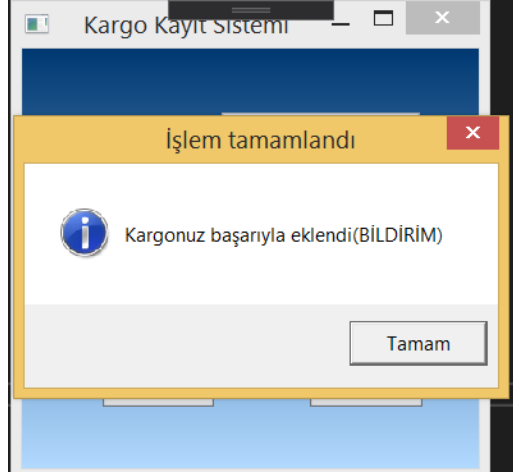 Kargo Kayıt Sistemi
İşlem tamamlandı
Kargonuz başarıyla eklendi(BİLDİRİM)
Tamam